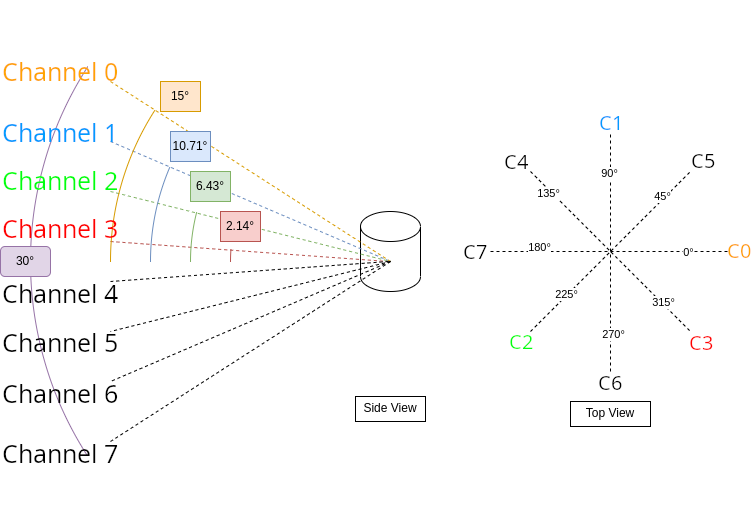 Channel 0
15°
Channel 1
10.71°
Channel 2
6.43°
Channel 3
2.14°
30°
Channel 4
Channel 5
Channel 6
Channel 7
Side View
C1
C4
C5
90°
135°
45°
C7
180°
0°
C0
225°
315°
270°
C2
C3
C6
Top View